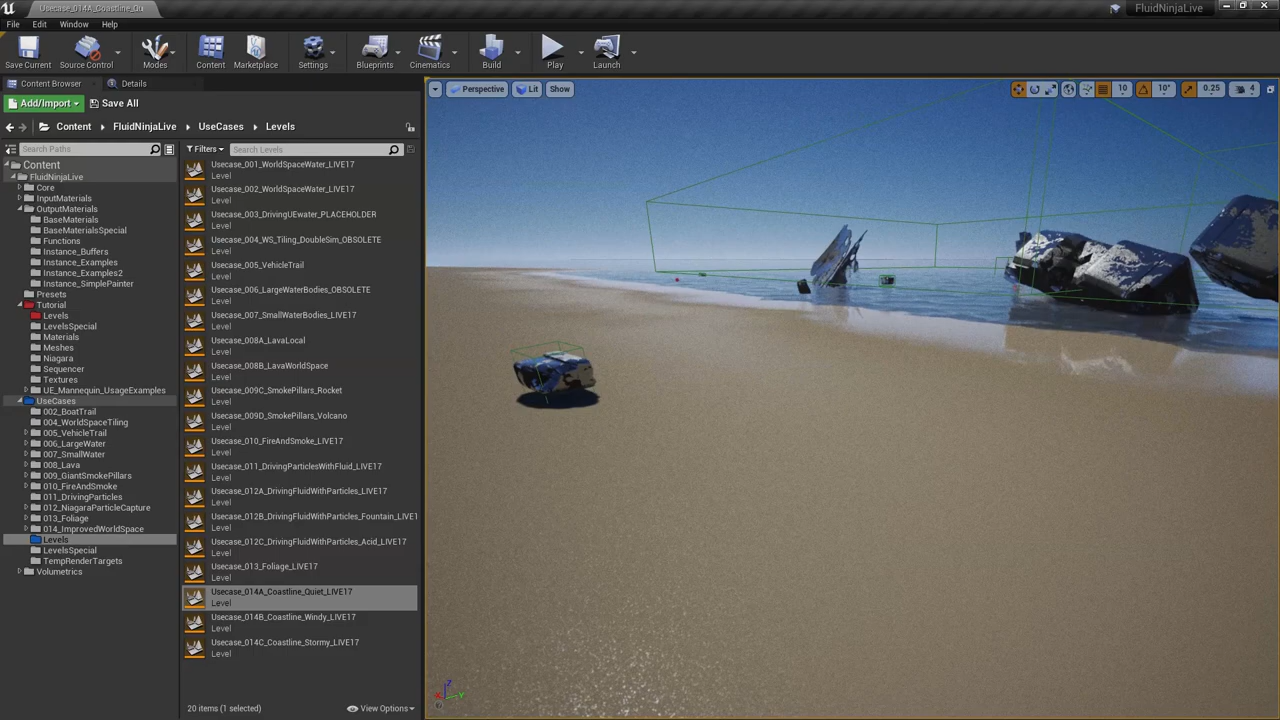 Usecase_014A_Coastline_Qu
FluidNinjaLive
File Edit Window Help
Save Current Source Control Modes Content Marketplace Settings Blueprints Cinematics Build Play Launch
Content Browser Details
Add/Import Save All
Content FluidNinjaLive UseCases Levels
Search Paths
Filters Search Levels
Content
FluidNinjaLive
Core
InputMaterials
OutputMaterials
BaseMaterials
BaseMaterialsSpecial
Functions
Instance_Buffers
Instance_Examples
Instance_Examples2
Instance_SimplePainter
Presets
Tutorial
Levels
LevelsSpecial
Materials
Meshes
Niagara
Sequencer
Textures
UE_Mannequin_UsageExamples
UseCases
002_BoatTrail
004_WorldSpaceTiling
005_VehicleTrail
006_LargeWater
007_SmallWater
008_Lava
009_GiantSmokePillars
010_FireAndSmoke
011_DrivingParticles
012_NiagaraParticleCapture
013_Foliage
014_ImprovedWorldSpace
Levels
LevelsSpecial
TempRenderTargets
Volumetrics
Usecase_001_WorldSpaceWater_LIVE17
Level
Usecase_002_WorldSpaceWater_LIVE17
Level
Usecase_003_DrivingUEwater_PLACEHOLDER
Level
Usecase_004_WS_Tiling_DoubleSim_OBSOLETE
Level
Usecase_005_VehicleTrail
Level
Usecase_006_LargeWaterBodies_OBSOLETE
Level
Usecase_007_SmallWaterBodies_LIVE17
Level
Usecase_008A_LavaLocal
Level
Usecase_008B_LavaWorldSpace
Level
Usecase_009C_SmokePillars_Rocket
Level
Usecase_009D_SmokePillars_Volcano
Level
Usecase_010_FireAndSmoke_LIVE17
Level
Usecase_011_DrivingParticlesWithFluid_LIVE17
Level
Usecase_012A_DrivingFluidWithParticles_LIVE17
Level
Usecase_012B_DrivingFluidWithParticles_Fountain_LIVE1
Level
Usecase_012C_DrivingFluidWithParticles_Acid_LIVE17
Level
Usecase_013_Foliage_LIVE17
Level
Usecase_014A_Coastline_Quiet_LIVE17
Level
Usecase_014B_Coastline_Windy_LIVE17
Level
Usecase_014C_Coastline_Stormy_LIVE17
Level
20 items (1 selected) View Options
Perspective Lit Show
10 10° 0.25 4
Z
X Y